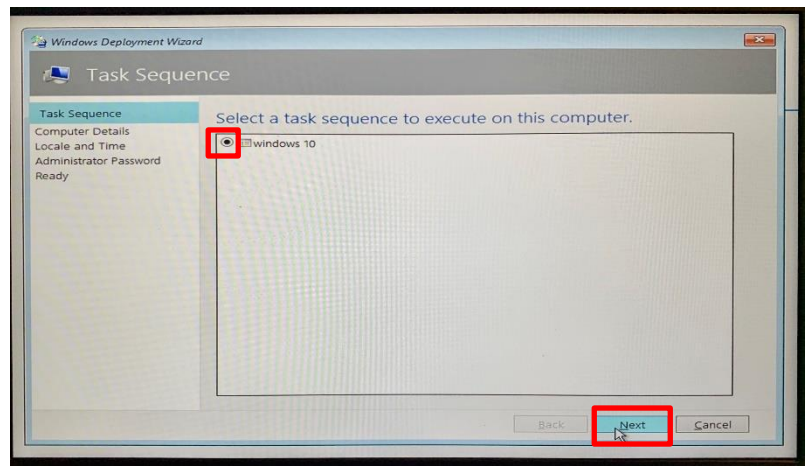 Windows Deployment Wizard
Task Sequence
Task Sequence
Computer Details
Locale and Time
Administrator Password
Ready
Select a task sequence to execute on this computer.
windows 10
Back Next Cancel